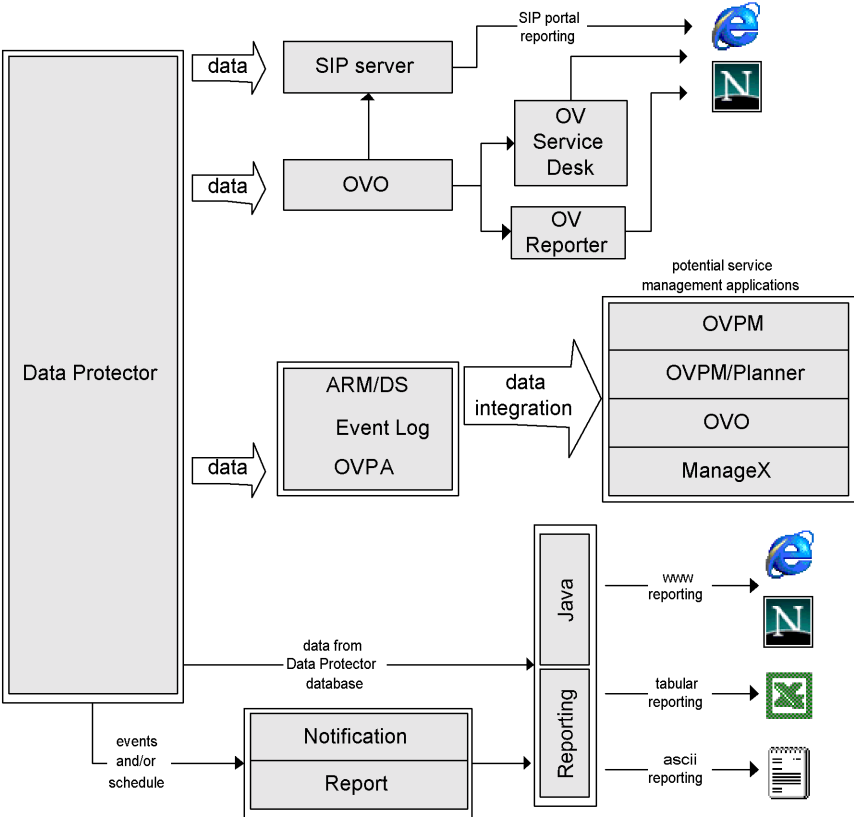 SIP portal
reporting
data
SIP server
N
OV
Service
Desk
data
OVO
OV
Reporter
potential service
management applications
OVPM
Data Protector
ARM/DS
data
integration
OVPM/Planner
Event Log
OVO
data
OVPA
ManageX
Java
www
reporting
N
data from
Data Protector
database
Reporting
tabular
reporting
X
events
and/or
schedule
Notification
Report
ascii
reporting